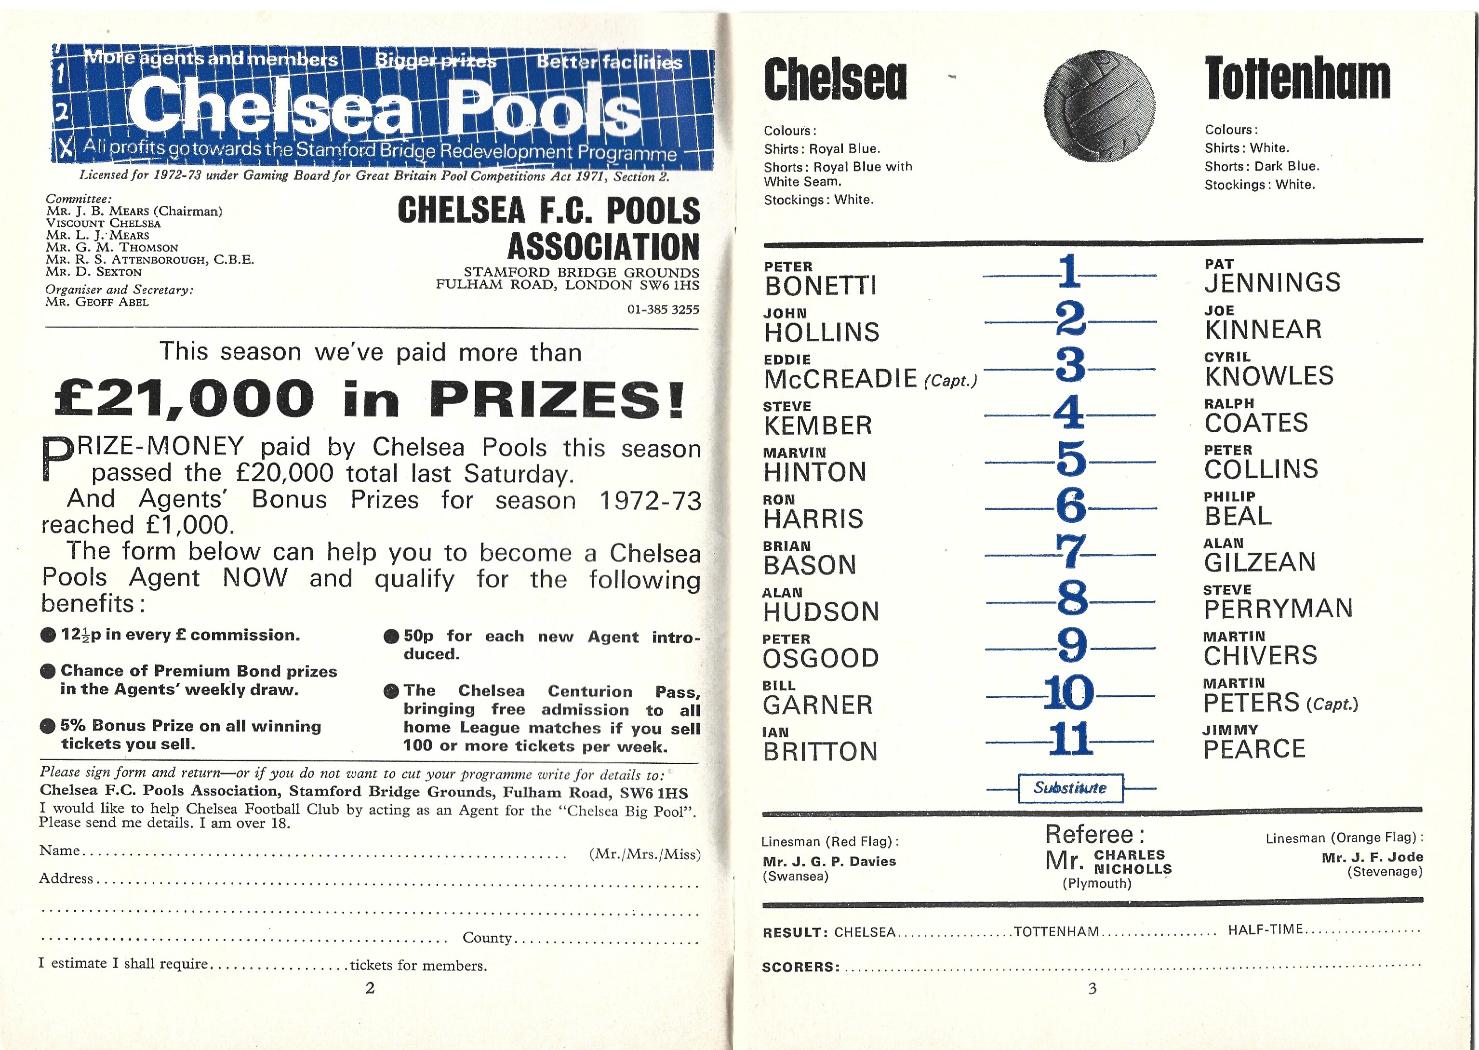 More agents and members Bigger prizes Better facilities
1
2
X
Chelsea Pools
All profits go towards the Stamford Bridge Redevelopment Programme
Licensed for 1972-73 under Gaming Board for Great Britain Pool Competitions Act 1971, Section 2.
Committee:
MR. J. B. MEARS (Chairman)
VISCOUNT CHELSEA
MR. L. J. MEARS
MR. G. M. THOMSON
MR. R. S. ATTENBOROUGH, C.B.E.
MR. D. SEXTON
Organiser and Secretary:
MR. GEOFF ABEL
CHELSEA F.C. POOLS
ASSOCIATION
STAMFORD BRIDGE GROUNDS
FULHAM ROAD, LONDON SW6 1HS
01-385 3255
This season we've paid more than
£21,000 in PRIZES!
PRIZE-MONEY paid by Chelsea Pools this season
passed the £20,000 total last Saturday.
And Agents' Bonus Prizes for season 1972-73
reached £1,000.
The form below can help you to become a Chelsea
Pools Agent NOW and qualify for the following
benefits:
● 12½p in every £ commission.
● Chance of Premium Bond prizes
in the Agents' weekly draw.
● 5% Bonus Prize on all winning
tickets you sell.
● 50p for each new Agent intro-
duced.
● The Chelsea Centurion Pass,
bringing free admission to all
home League matches if you sell
100 or more tickets per week.
Please sign form and return—or if you do not want to cut your programme write for details to:
Chelsea F.C. Pools Association, Stamford Bridge Grounds, Fulham Road, SW6 1HS
I would like to help Chelsea Football Club by acting as an Agent for the "Chelsea Big Pool".
Please send me details. I am over 18.
Name.......................................................... (Mr./Mrs./Miss)
Address..........................................................................
..................................................................................
.................................................... County........................
I estimate I shall require..................tickets for members.
2
Chelsea
Colours:
Shirts: Royal Blue.
Shorts: Royal Blue with
White Seam.
Stockings: White.
Tottenham
Colours:
Shirts: White.
Shorts: Dark Blue.
Stockings: White.
PETER
BONETTI 1 PAT
JENNINGS
JOHN
HOLLINS 2 JOE
KINNEAR
EDDIE
McCREADIE (Capt.) 3 CYRIL
KNOWLES
STEVE
KEMBER 4 RALPH
COATES
MARVIN
HINTON 5 PETER
COLLINS
RON
HARRIS 6 PHILIP
BEAL
BRIAN
BASON 7 ALAN
GILZEAN
ALAN
HUDSON 8 STEVE
PERRYMAN
PETER
OSGOOD 9 MARTIN
CHIVERS
BILL
GARNER 10 MARTIN
PETERS (Capt.)
IAN
BRITTON 11 JIMMY
PEARCE
Substitute
Linesman (Red Flag):
Mr. J. G. P. Davies
(Swansea)
Referee:
Mr. CHARLES
NICHOLLS
(Plymouth)
Linesman (Orange Flag):
Mr. J. F. Jode
(Stevenage)
RESULT: CHELSEA.................TOTTENHAM................. HALF-TIME.................
SCORERS:..................................................................................
3